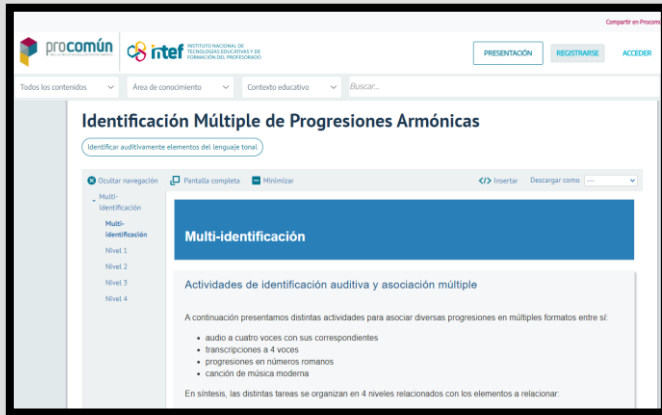 Compartir en Procomún
procomún
intef
INSTITUTO NACIONAL DE
TECNOLOGÍAS EDUCATIVAS Y DE
FORMACIÓN DEL PROFESORADO
PRESENTACIÓN
REGISTRARSE
ACCEDER
Todos los contenidos
Área de conocimiento
Contexto educativo
Buscar...
Identificación Múltiple de Progresiones Armónicas
Identificar auditivamente elementos del lenguaje tonal
Ocultar navegación
Pantalla completa
Minimizar
</> Insertar
Descargar como
---
Multi-
identificación
Multi-
identificación
Nivel 1
Nivel 2
Nivel 3
Nivel 4
Multi-identificación
Actividades de identificación auditiva y asociación múltiple
A continuación presentamos distintas actividades para asociar diversas progresiones en múltiples formatos entre sí:
• audio a cuatro voces con sus correspondientes
• transcripciones a 4 voces
• progresiones en números romanos
• canción de música moderna
En síntesis, las distintas tareas se organizan en 4 niveles relacionados con los elementos a relacionar: